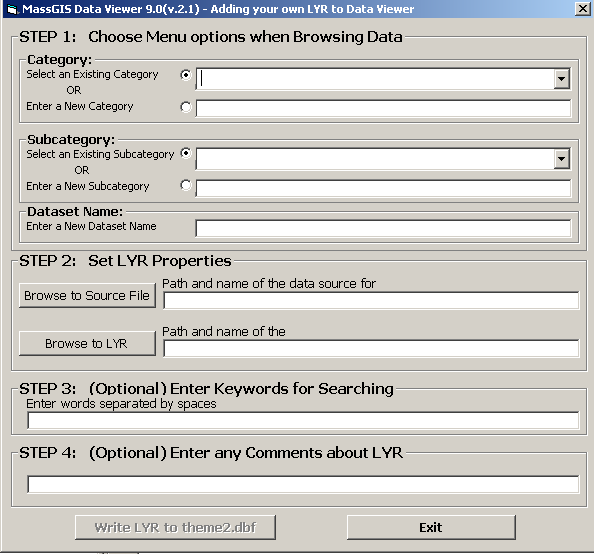 MassGIS Data Viewer 9.0(v.2.1) - Adding your own LYR to Data Viewer
STEP 1: Choose Menu options when Browsing Data
Category:
Select an Existing Category
OR
Enter a New Category
Subcategory:
Select an Existing Subcategory
OR
Enter a New Subcategory
Dataset Name:
Enter a New Dataset Name
STEP 2: Set LYR Properties
Path and name of the data source for
Browse to Source File
Path and name of the
Browse to LYR
STEP 3: (Optional) Enter Keywords for Searching
Enter words separated by spaces
STEP 4: (Optional) Enter any Comments about LYR
Write LYR to theme2.dbf
Exit